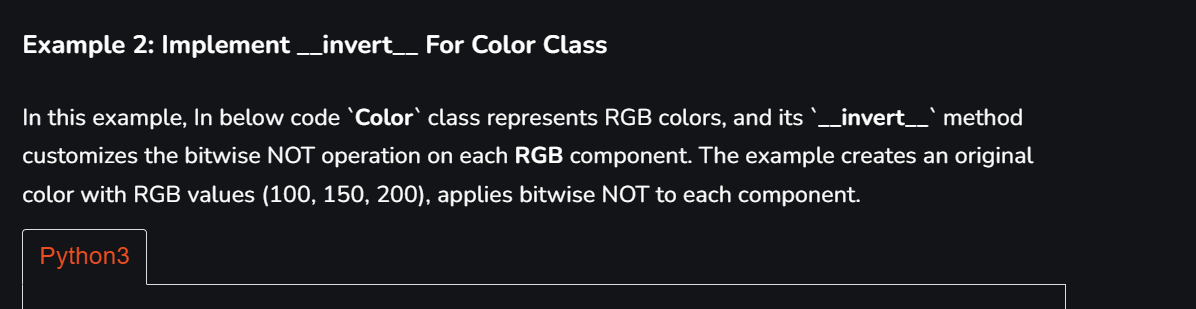 Example 2: Implement __invert__ For Color Class
In this example, In below code `Color` class represents RGB colors, and its `__invert__` method
customizes the bitwise NOT operation on each RGB component. The example creates an original
color with RGB values (100, 150, 200), applies bitwise NOT to each component.
Python3